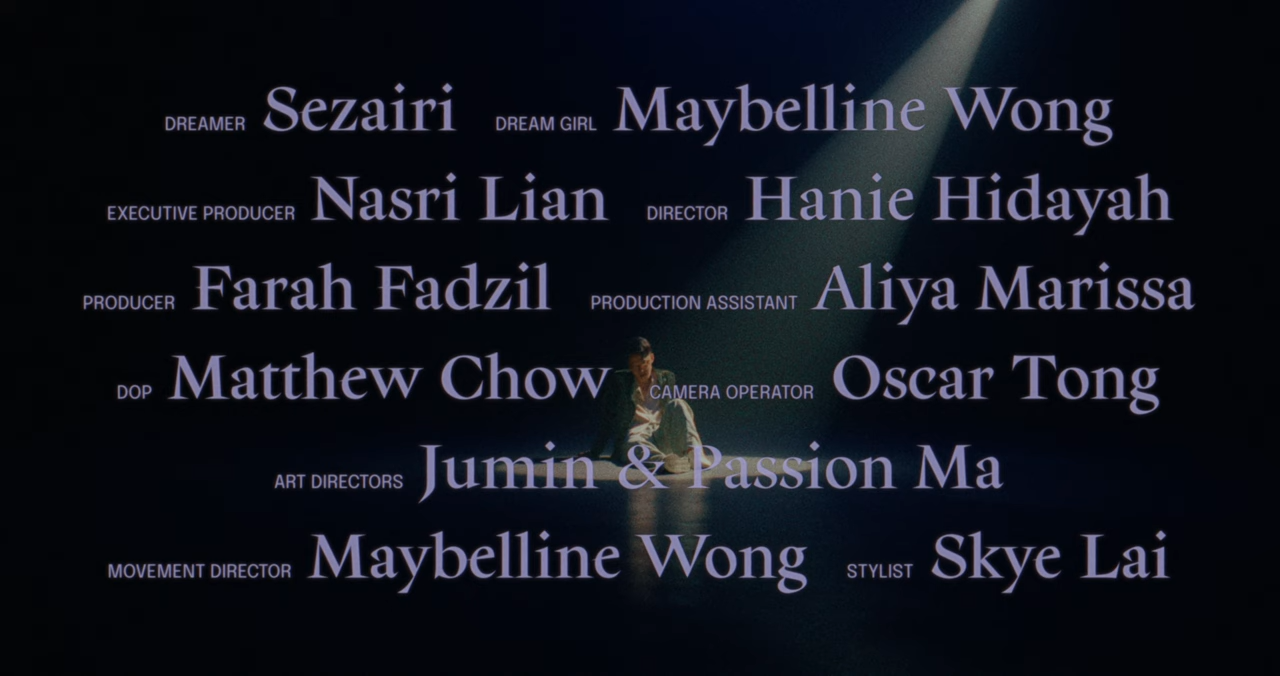 DREAMER Sezairi DREAM GIRL Maybelline Wong
EXECUTIVE PRODUCER Nasri Lian DIRECTOR Hanie Hidayah
PRODUCER Farah Fadzil PRODUCTION ASSISTANT Aliya Marissa
DOP Matthew Chow CAMERA OPERATOR Oscar Tong
ART DIRECTORS Jumin & Passion Ma
MOVEMENT DIRECTOR Maybelline Wong STYLIST Skye Lai